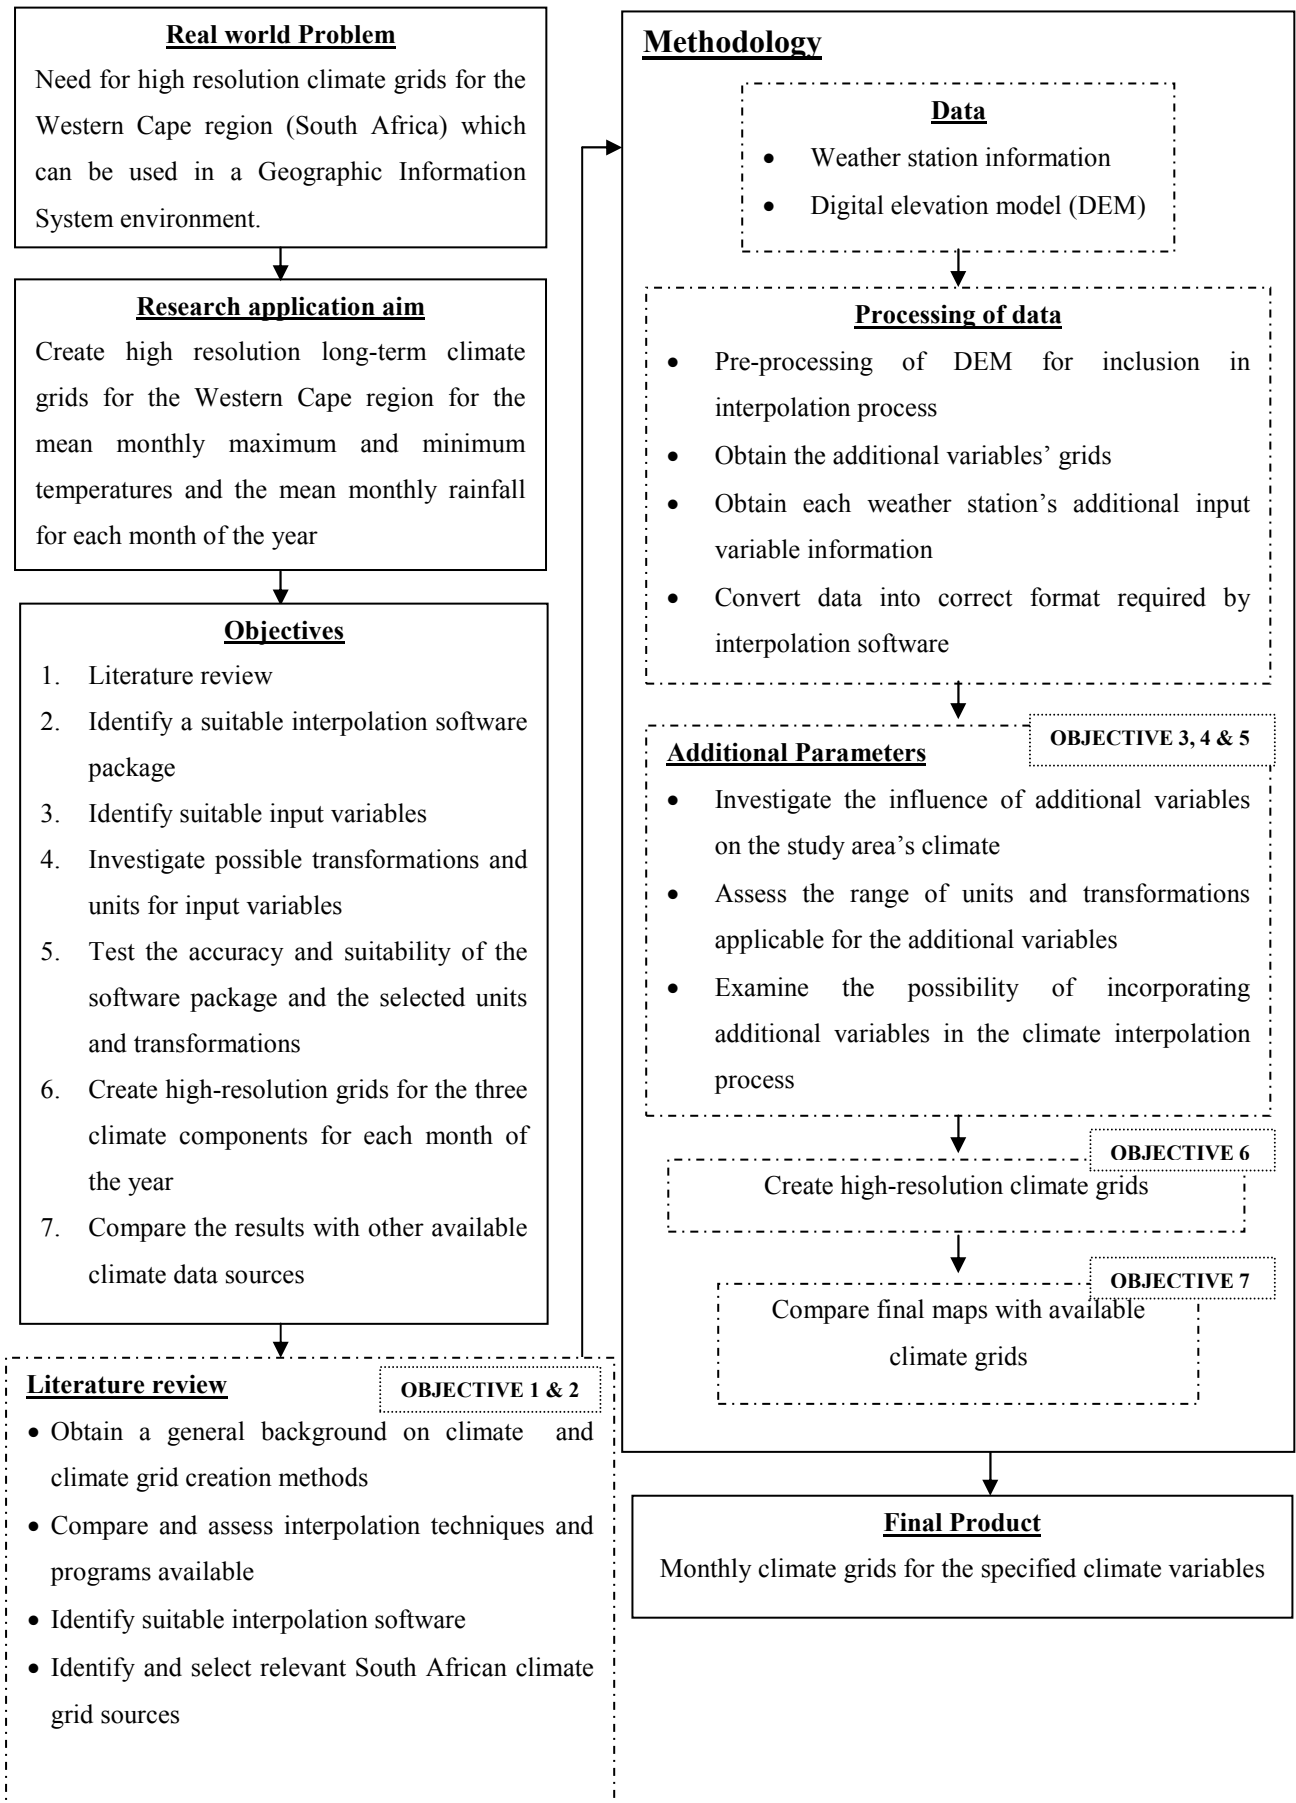 Real world Problem
Need for high resolution climate grids for the
Western Cape region (South Africa) which
can be used in a Geographic Information
System environment.
Research application aim
Create high resolution long-term climate
grids for the Western Cape region for the
mean monthly maximum and minimum
temperatures and the mean monthly rainfall
for each month of the year
Objectives
1. Literature review
2. Identify a suitable interpolation software
package
3. Identify suitable input variables
4. Investigate possible transformations and
units for input variables
5. Test the accuracy and suitability of the
software package and the selected units
and transformations
6. Create high-resolution grids for the three
climate components for each month of
the year
7. Compare the results with other available
climate data sources
Literature review
OBJECTIVE 1 & 2
• Obtain a general background on climate and
climate grid creation methods
• Compare and assess interpolation techniques and
programs available
• Identify suitable interpolation software
• Identify and select relevant South African climate
grid sources
Methodology
Data
• Weather station information
• Digital elevation model (DEM)
Processing of data
• Pre-processing of DEM for inclusion in
interpolation process
• Obtain the additional variables’ grids
• Obtain each weather station’s additional input
variable information
• Convert data into correct format required by
interpolation software
OBJECTIVE 3, 4 & 5
Additional Parameters
• Investigate the influence of additional variables
on the study area’s climate
• Assess the range of units and transformations
applicable for the additional variables
• Examine the possibility of incorporating
additional variables in the climate interpolation
process
OBJECTIVE 6
Create high-resolution climate grids
OBJECTIVE 7
Compare final maps with available
climate grids
Final Product
Monthly climate grids for the specified climate variables